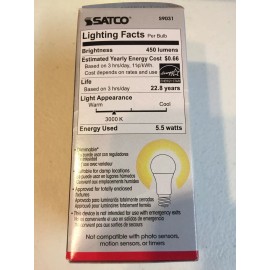 SATCO S9031
Lighting Facts Per Bulb
Brightness 450 lumens
Estimated Yearly Energy Cost $0.66
Based on 3 hrs/day, 11¢/kWh
Cost depends on rates and use
Life
Based on 3 hrs/day 22.8 years
Light Appearance
Warm Cool
3000 K
Energy Used 5.5 watts
• Dimmable*
• Suitable for damp locations
• Approved for totally enclosed
fixtures
• This device is not intended for use with emergency exits
Not compatible with photo sensors,
motion sensors, or timers